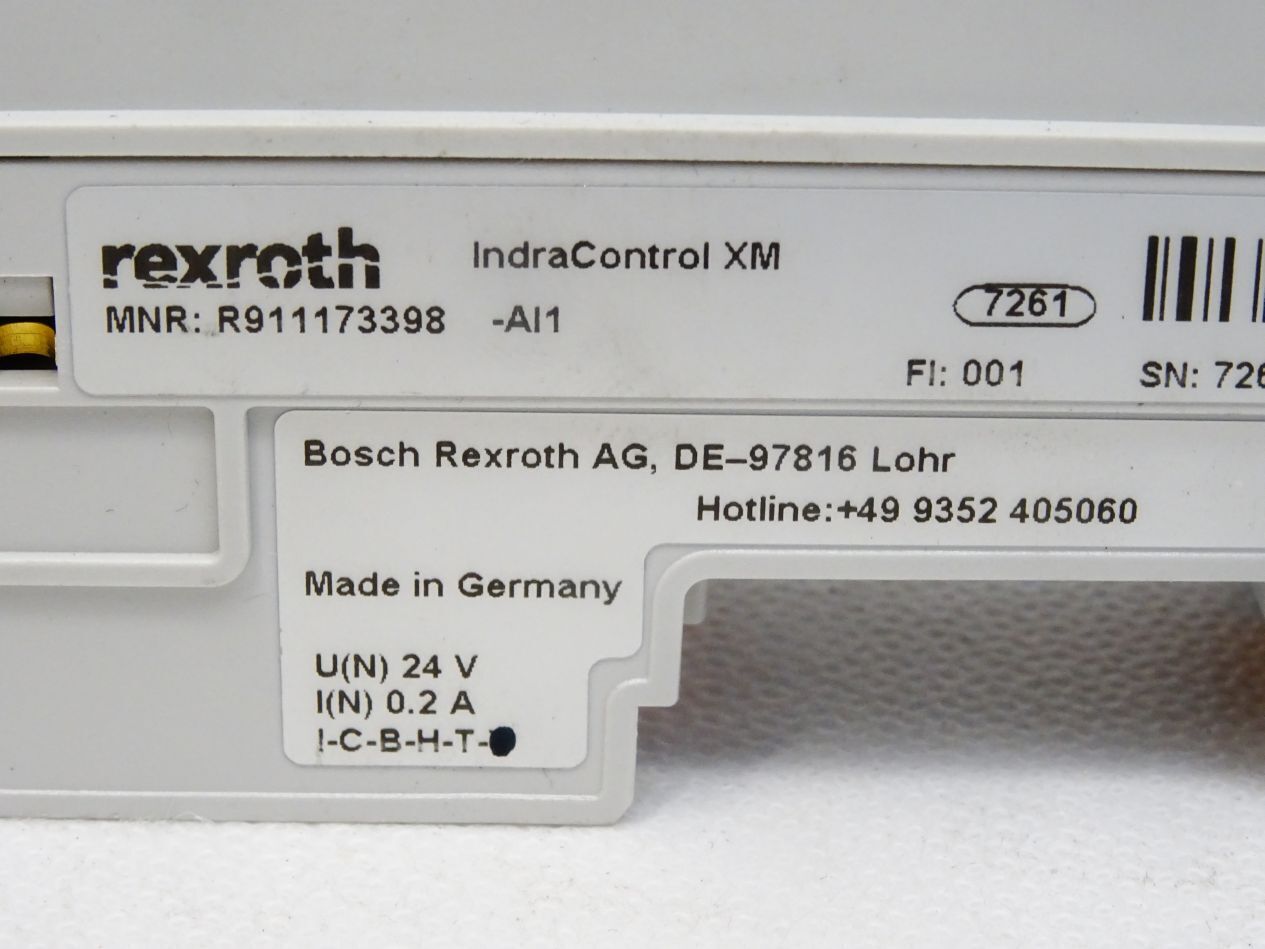 rexroth IndraControl XM
MNR: R911173398 -AI1
7261
FI: 001 SN: 726
Bosch Rexroth AG, DE–97816 Lohr
Hotline:+49 9352 405060
Made in Germany
U(N) 24 V
I(N) 0.2 A
I-C-B-H-T-